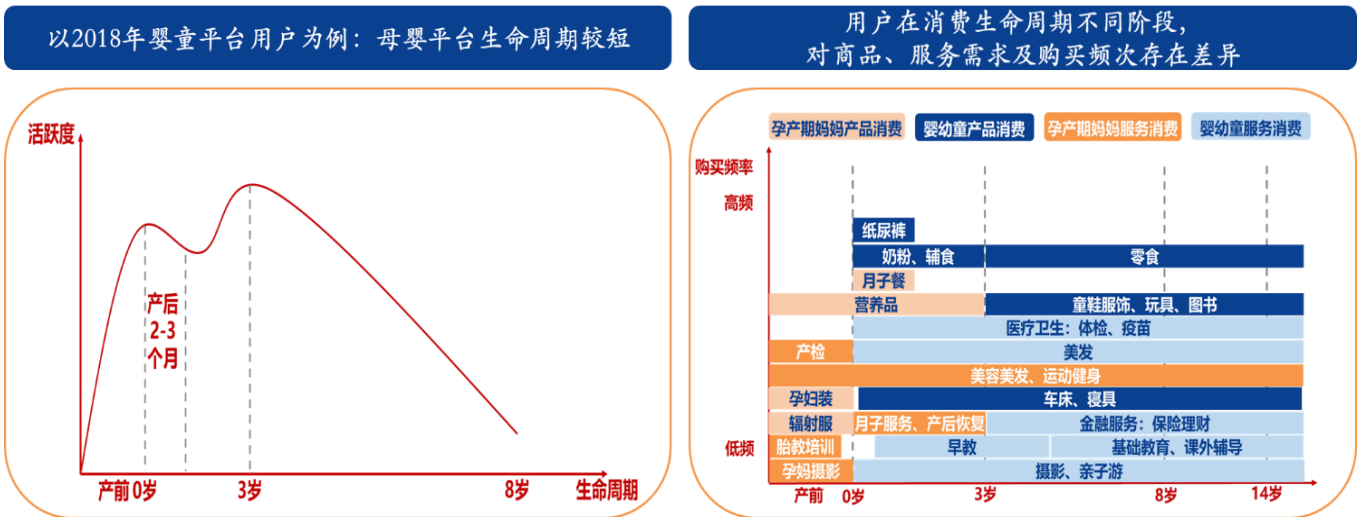 以2018年婴童平台用户为例：母婴平台生命周期较短
活跃度
产后
2-3
个月
产前 0岁
3岁
8岁
生命周期
用户在消费生命周期不同阶段，
对商品、服务需求及购买频次存在差异
孕产期妈妈产品消费
婴幼童产品消费
孕产期妈妈服务消费
婴幼童服务消费
购买频率
高频
纸尿裤
奶粉、辅食
零食
月子餐
营养品
童鞋服饰、玩具、图书
医疗卫生：体检、疫苗
产检
美发
美容美发、运动健身
孕妇装
车床、寝具
辐射服
月子服务、产后恢复
金融服务：保险理财
低频
胎教培训
早教
基础教育、课外辅导
孕妈摄影
摄影、亲子游
产前
0岁
3岁
8岁
14岁